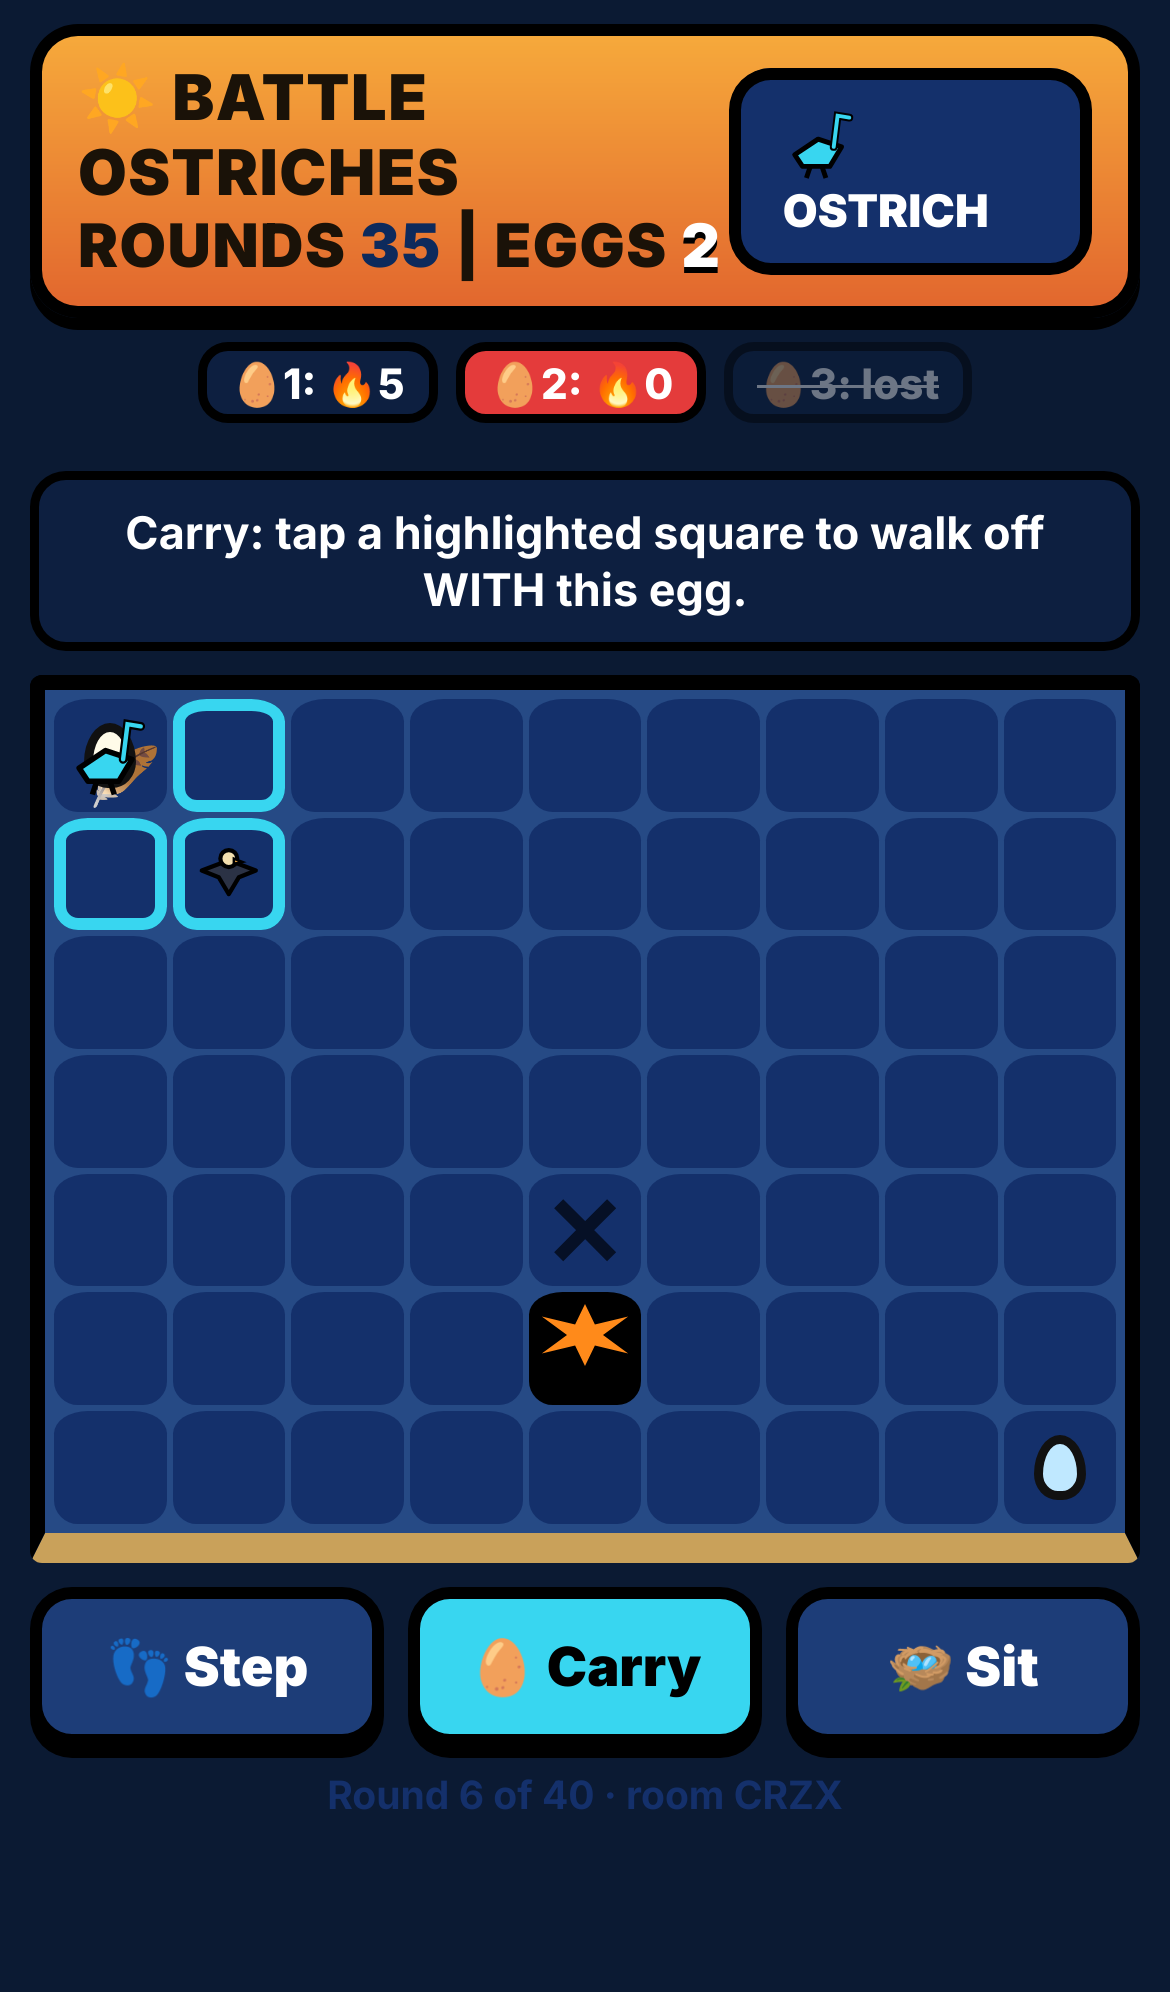 ☀️ BATTLE
OSTRICHES
ROUNDS 35 | EGGS 2
OSTRICH
🥚1: 🔥5
🥚2: 🔥0
🥚3: lost
Carry: tap a highlighted square to walk off
WITH this egg.
👣 Step
🥚 Carry
🪺 Sit
Round 6 of 40 · room CRZX